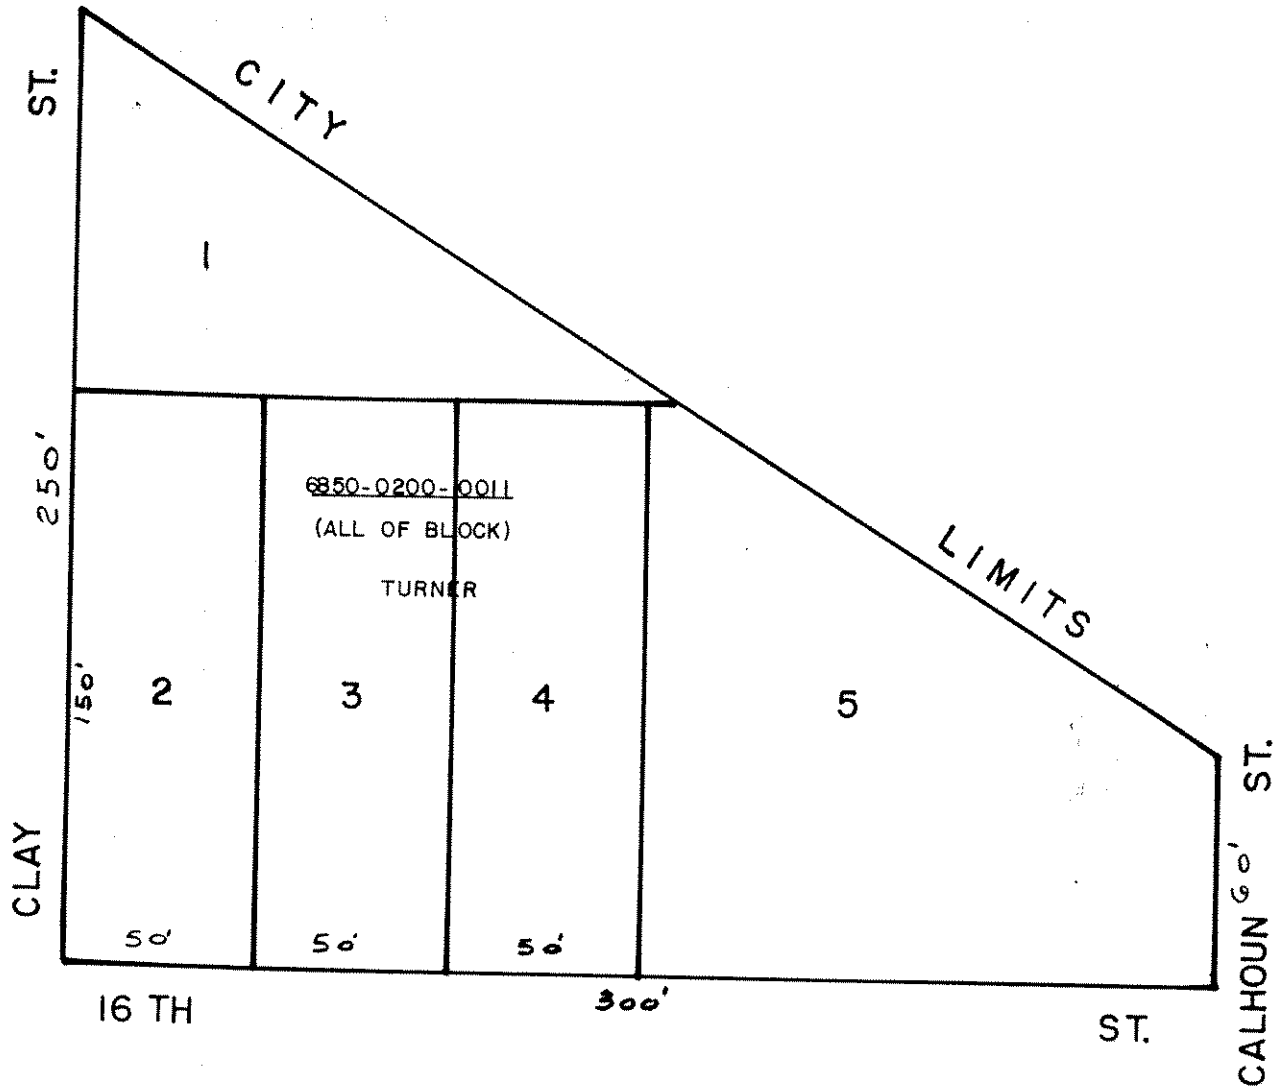 CITY LIMITS
CLAY ST.
1
250'
6850-0200-0011
(ALL OF BLOCK)
TURNER
150'
2
3
4
5
50'
50'
50'
300'
16 TH ST.
CALHOUN ST.
60'